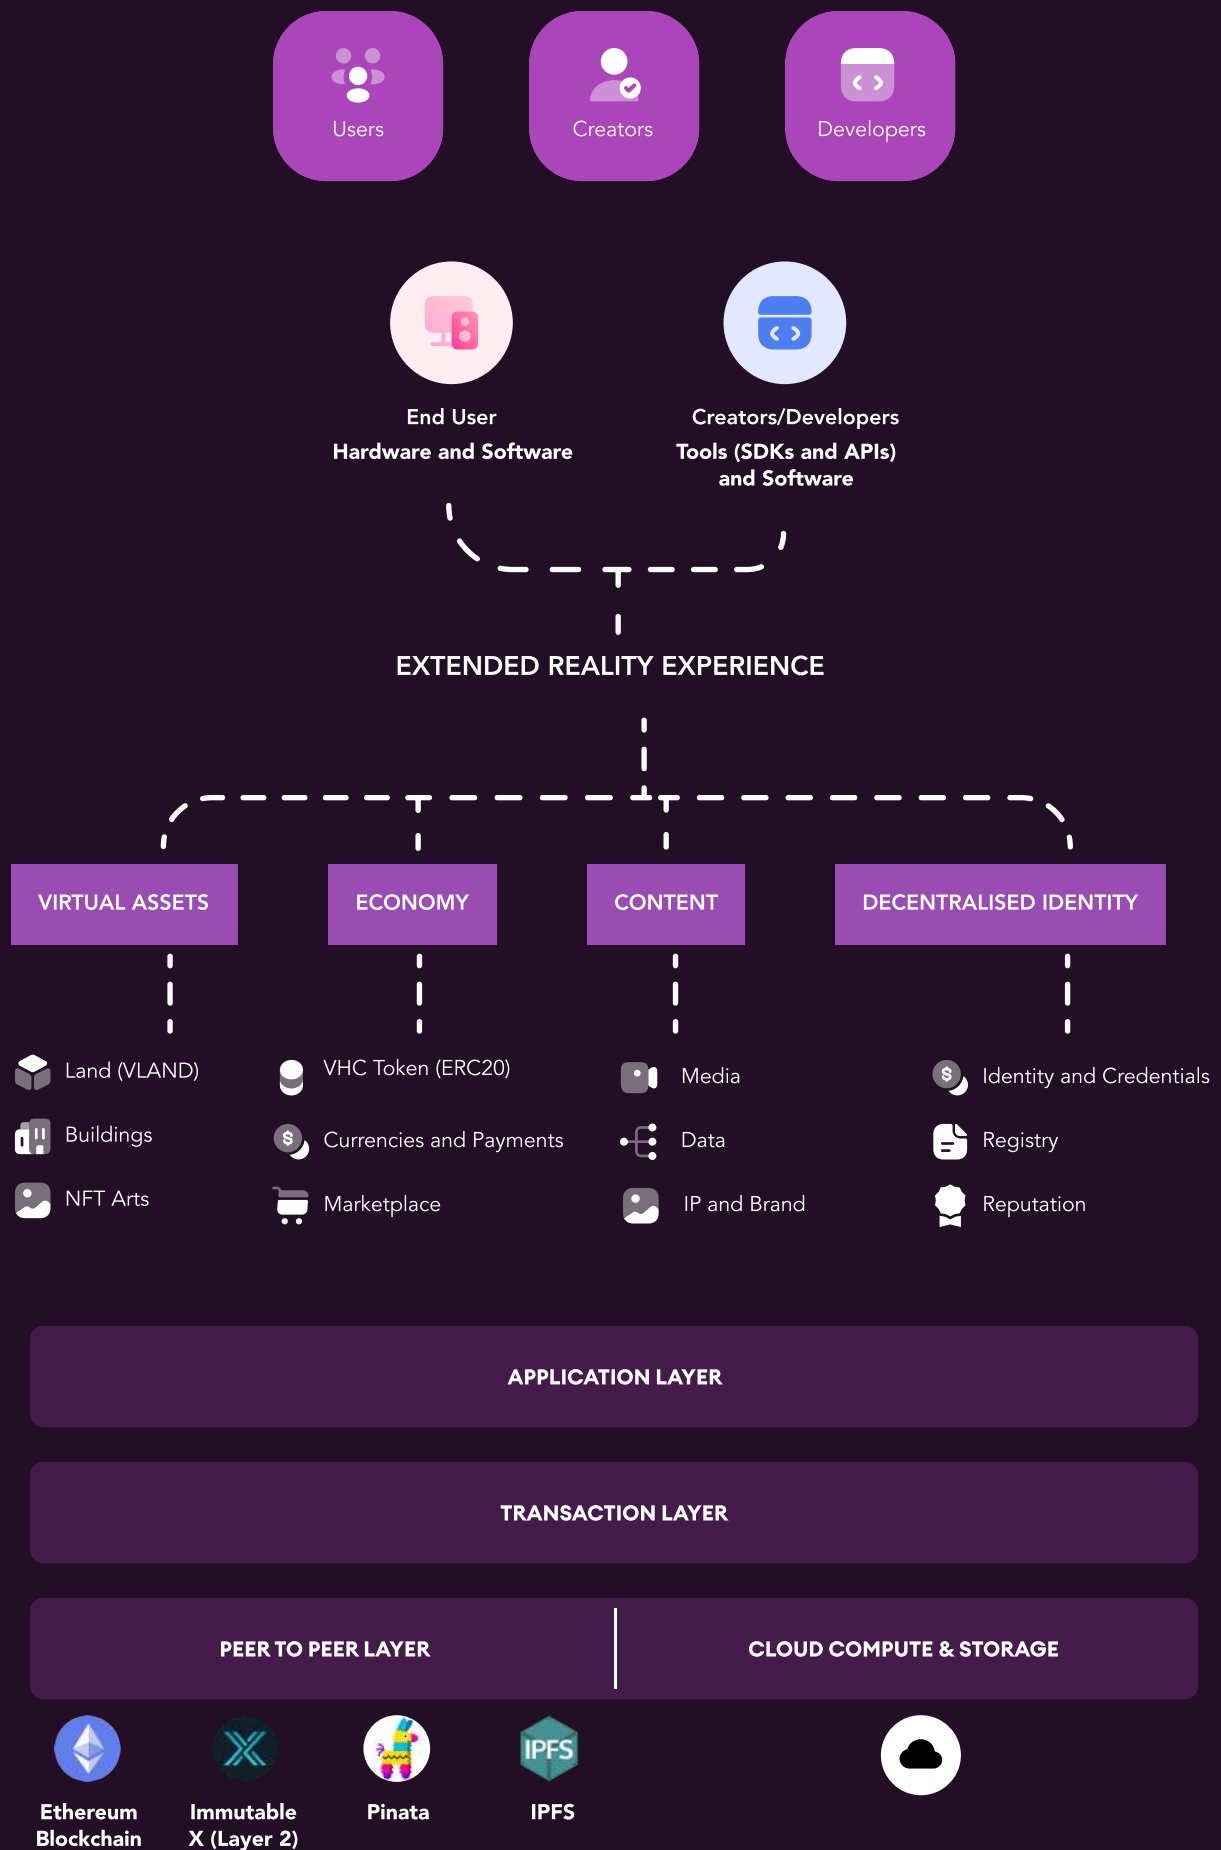 Users
Creators
Developers
End User
Hardware and Software
Creators/Developers
Tools (SDKs and APIs)
and Software
EXTENDED REALITY EXPERIENCE
VIRTUAL ASSETS
ECONOMY
CONTENT
DECENTRALISED IDENTITY
Land (VLAND)
Buildings
NFT Arts
VHC Token (ERC20)
$ Currencies and Payments
Marketplace
Media
Data
IP and Brand
$ Identity and Credentials
Registry
Reputation
APPLICATION LAYER
TRANSACTION LAYER
PEER TO PEER LAYER
CLOUD COMPUTE & STORAGE
IPFS
Ethereum
Blockchain
Immutable
X (Layer 2)
Pinata
IPFS